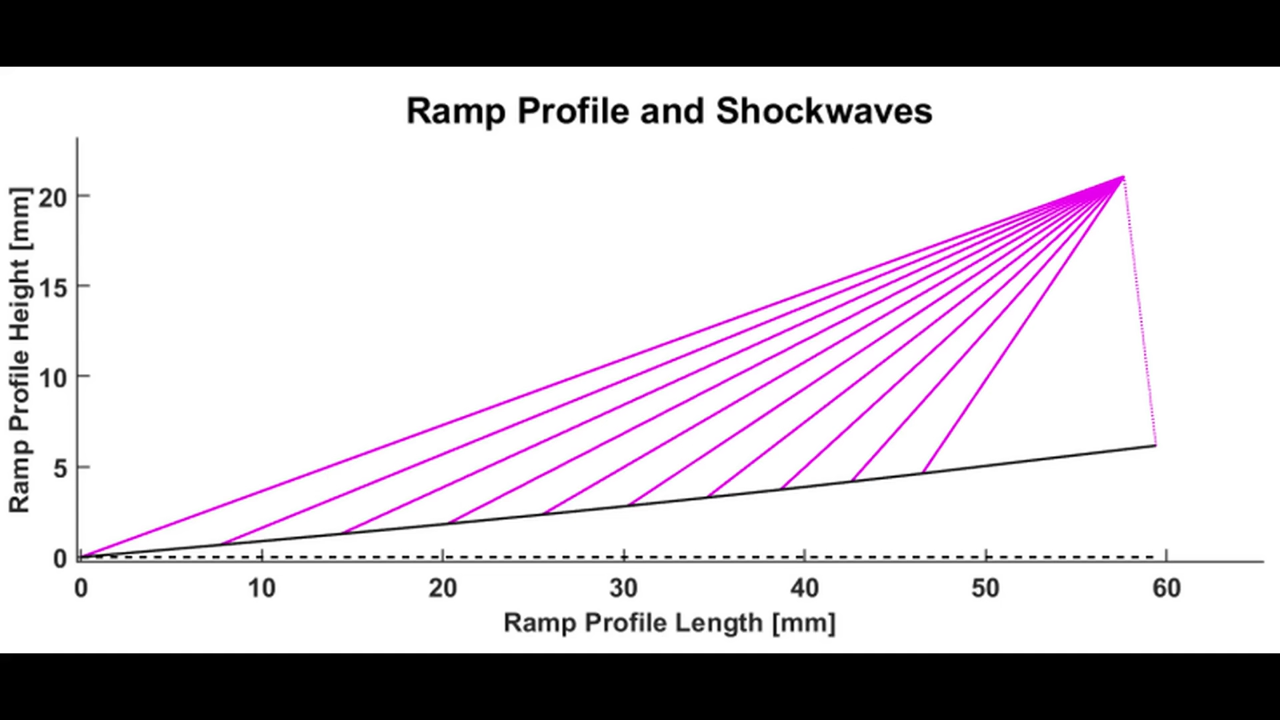 Ramp Profile and Shockwaves
Ramp Profile Height [mm]
20
15
10
5
0
0 10 20 30 40 50 60
Ramp Profile Length [mm]